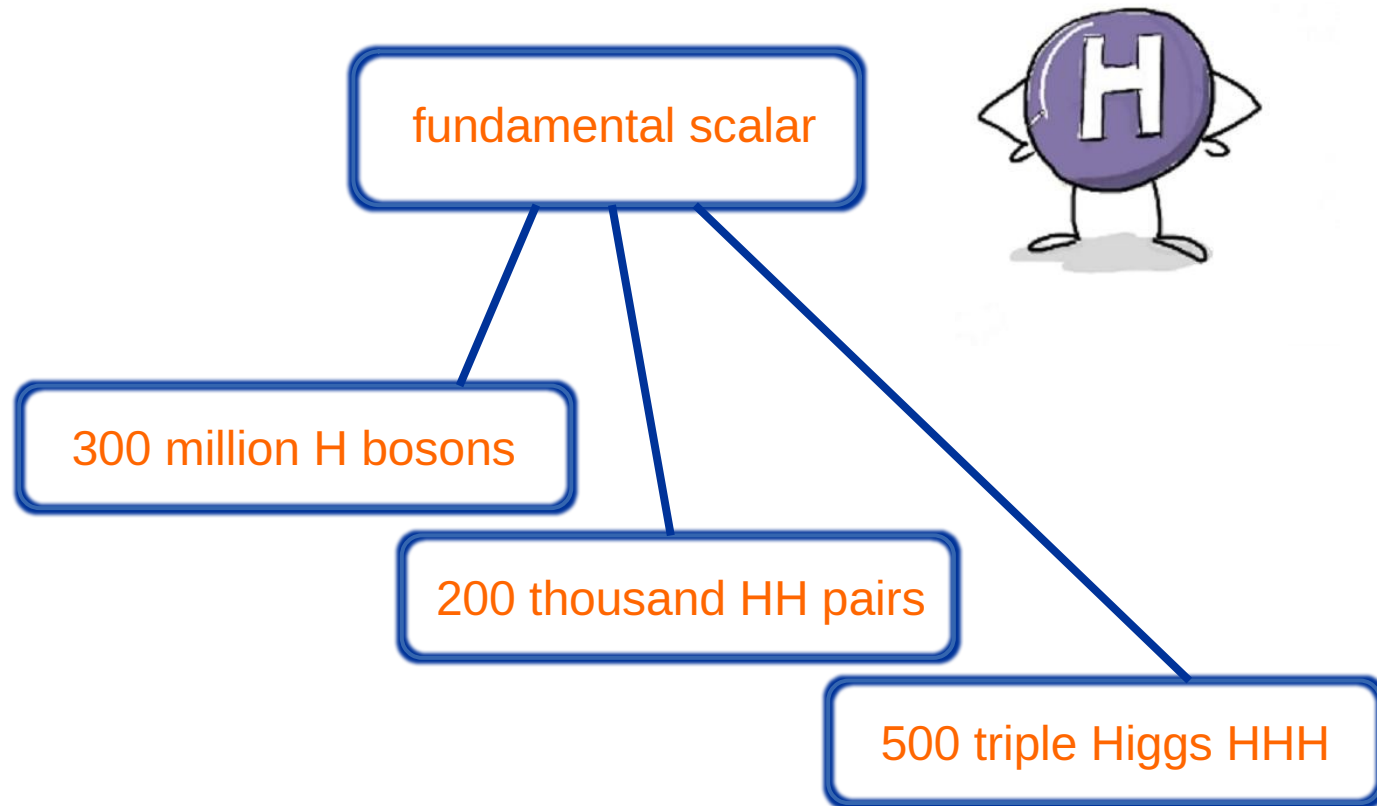 fundamental scalar
H
300 million H bosons
200 thousand HH pairs
500 triple Higgs HHH